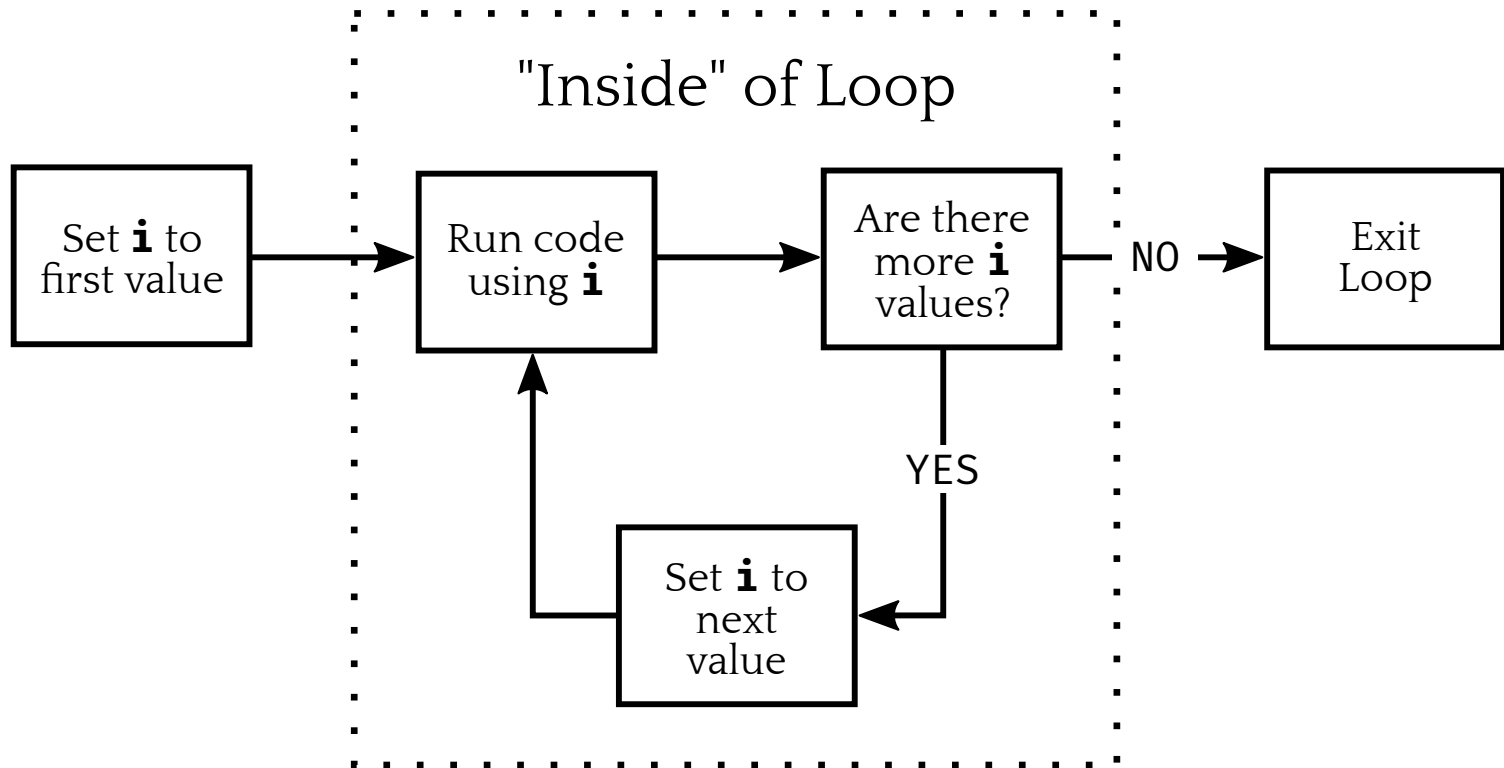 "Inside" of Loop
Set i to
first value
Run code
using i
Are there
more i
values?
NO
Exit
Loop
YES
Set i to
next
value